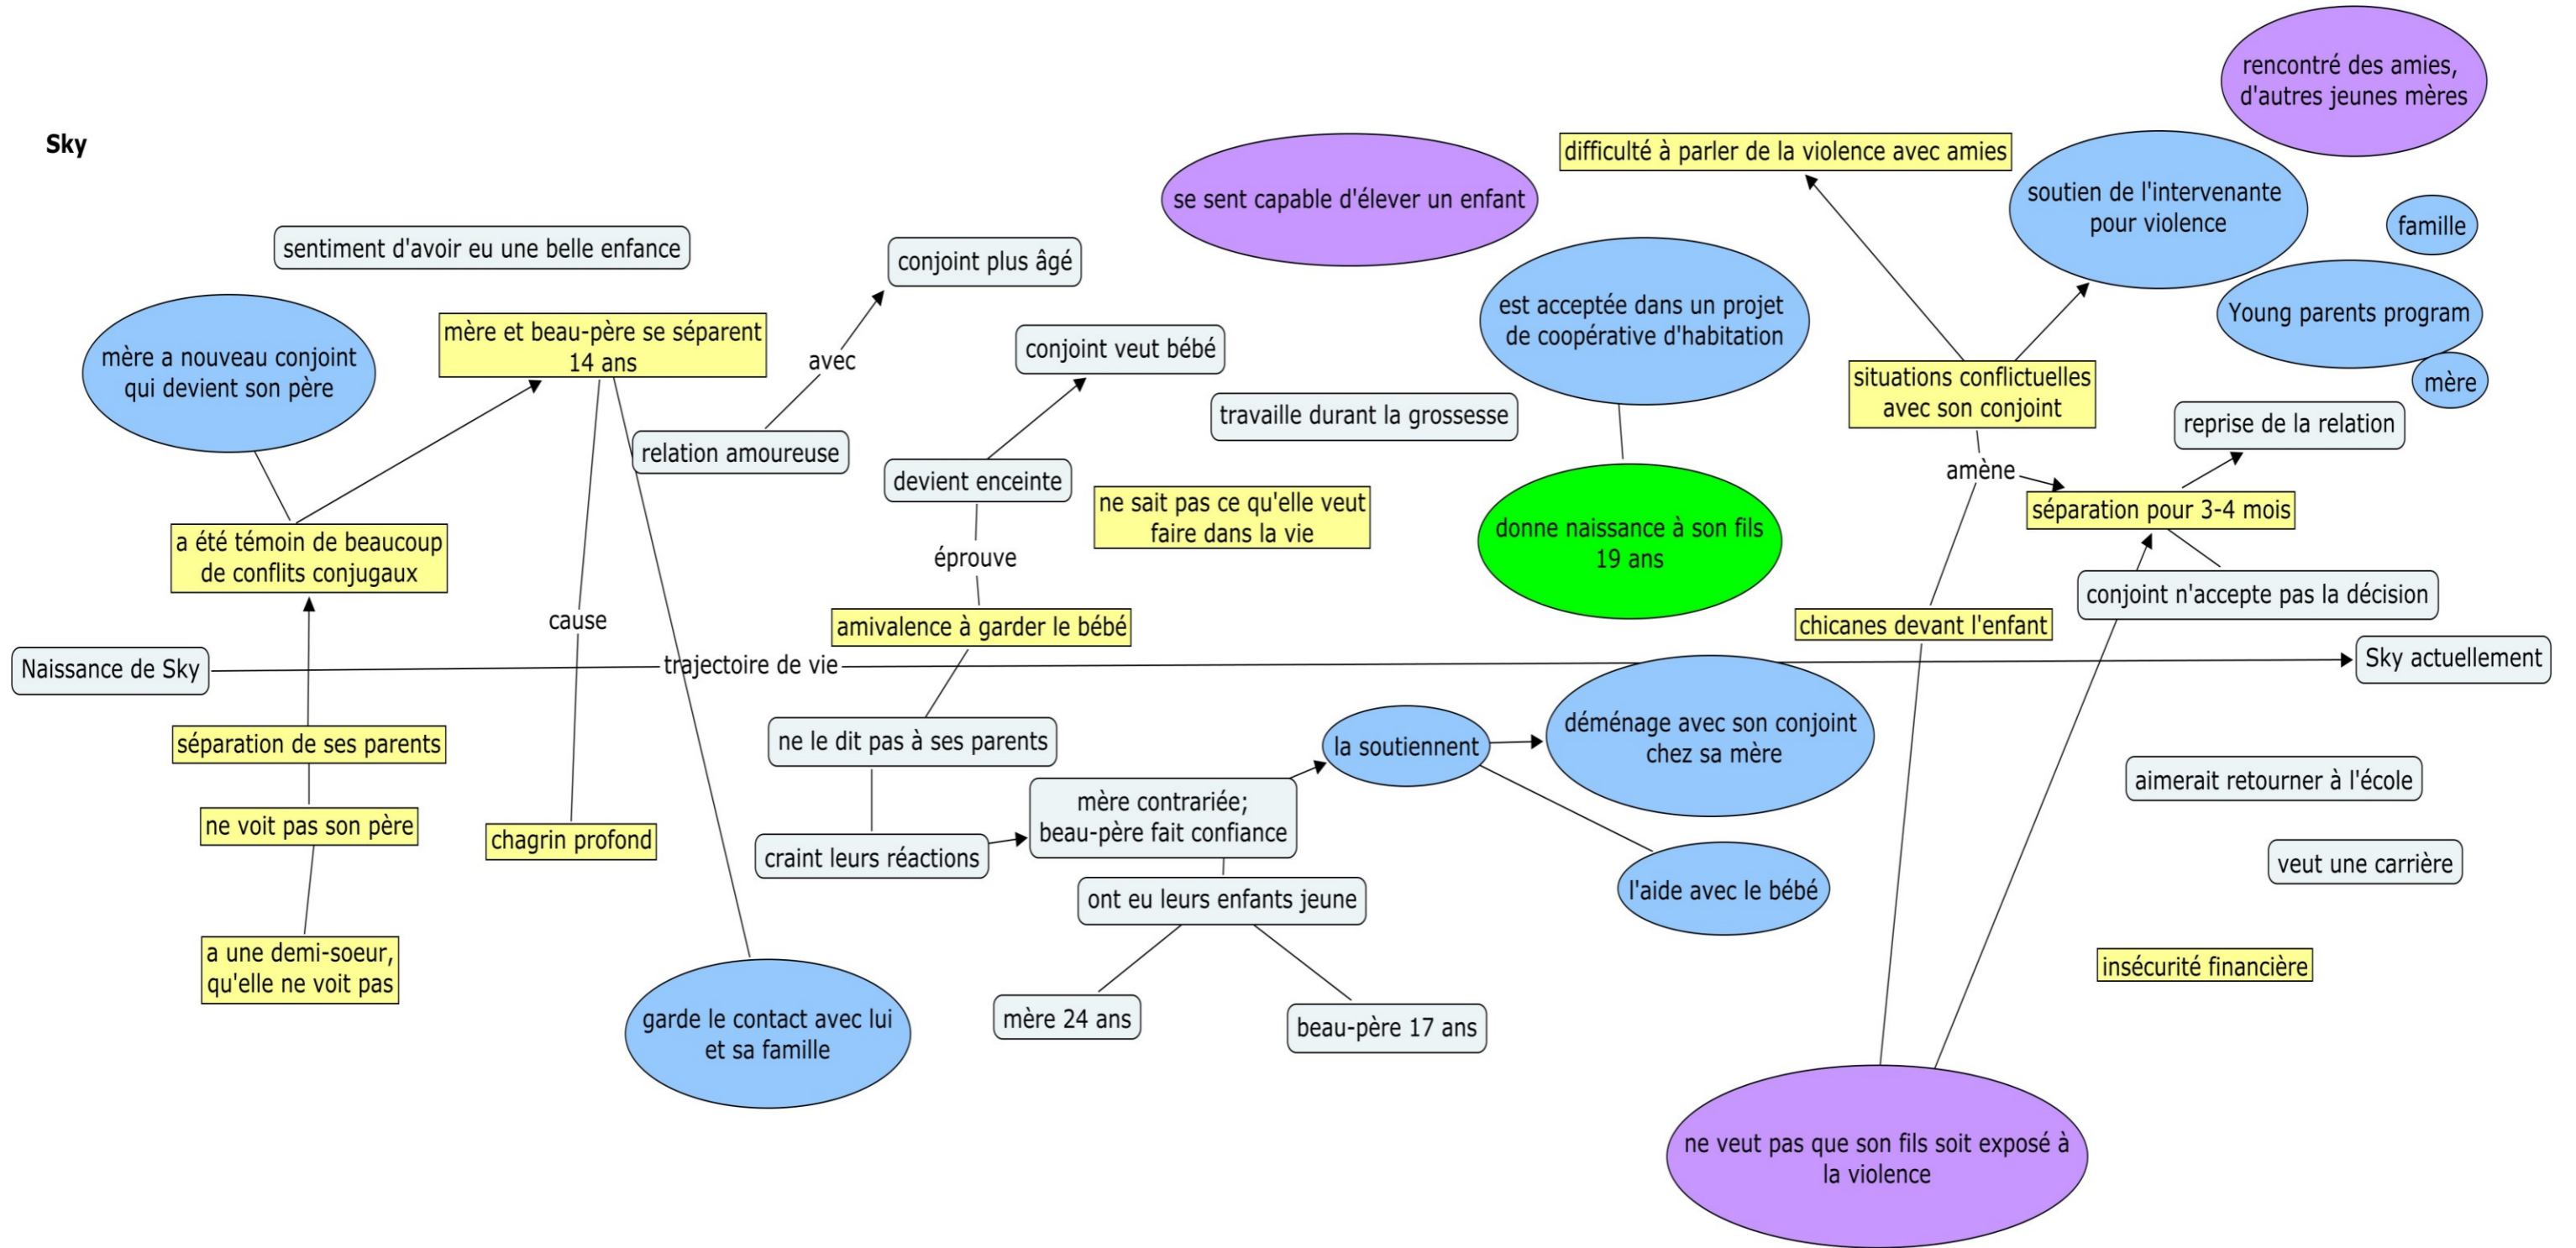 Sky
rencontré des amies,
d'autres jeunes mères
difficulté à parler de la violence avec amies
se sent capable d'élever un enfant
soutien de l'intervenante
pour violence
famille
sentiment d'avoir eu une belle enfance
conjoint plus âgé
est acceptée dans un projet
de coopérative d'habitation
Young parents program
mère a nouveau conjoint
qui devient son père
mère et beau-père se séparent
14 ans
avec
conjoint veut bébé
situations conflictuelles
avec son conjoint
mère
travaille durant la grossesse
reprise de la relation
relation amoureuse
devient enceinte
amène
ne sait pas ce qu'elle veut
faire dans la vie
séparation pour 3-4 mois
donne naissance à son fils
19 ans
a été témoin de beaucoup
de conflits conjugaux
éprouve
conjoint n'accepte pas la décision
cause
amivalence à garder le bébé
chicanes devant l'enfant
Naissance de Sky
trajectoire de vie
Sky actuellement
séparation de ses parents
ne le dit pas à ses parents
la soutiennent
déménage avec son conjoint
chez sa mère
aimerait retourner à l'école
ne voit pas son père
chagrin profond
craint leurs réactions
mère contrariée;
beau-père fait confiance
veut une carrière
ont eu leurs enfants jeune
l'aide avec le bébé
a une demi-soeur,
qu'elle ne voit pas
insécurité financière
garde le contact avec lui
et sa famille
mère 24 ans
beau-père 17 ans
ne veut pas que son fils soit exposé à
la violence